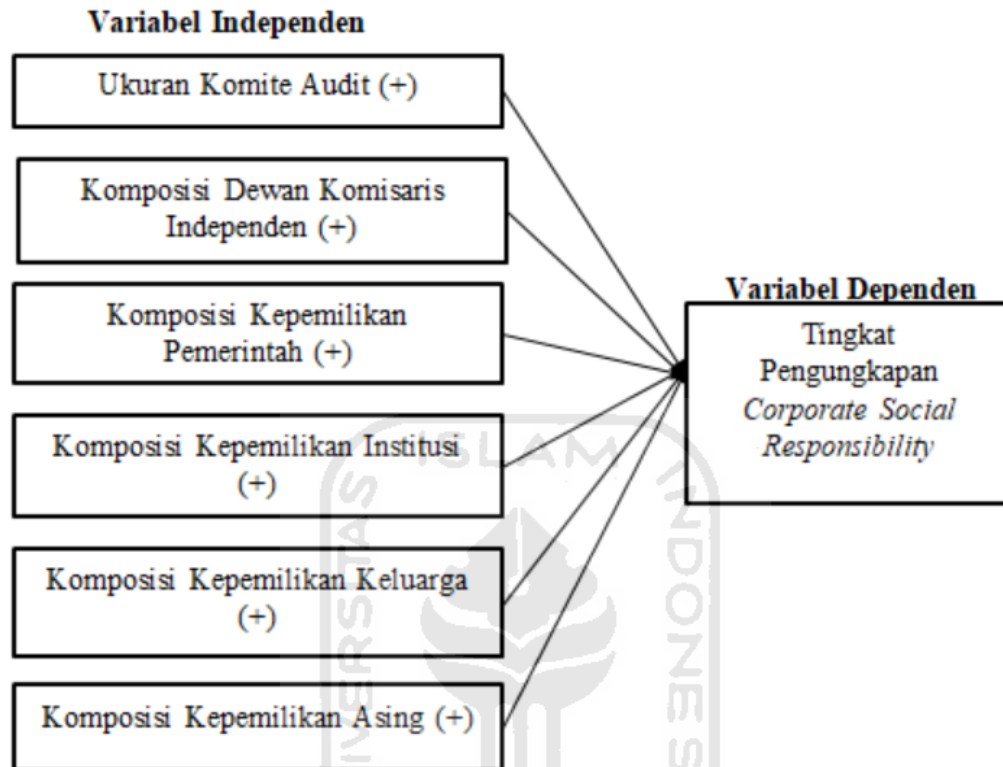 Variabel Independen
Ukuran Komite Audit (+)
Komposisi Dewan Komisaris
Independen (+)
Komposisi Kepemilikan
Pemerintah (+)
Komposisi Kepemilikan Institusi
(+)
Komposisi Kepemilikan Keluarga
(+)
Komposisi Kepemilikan Asing (+)
Variabel Dependen
Tingkat
Pengungkapan
Corporate Social
Responsibility
ISLAM